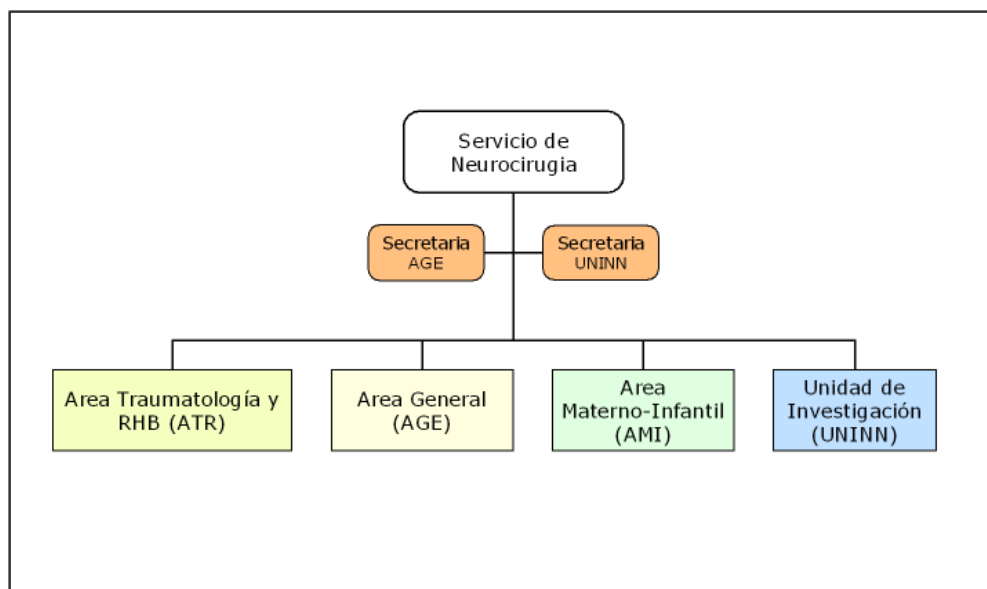 Servicio de
Neurocirugia
Secretaria
AGE
Secretaria
UNINN
Area Traumatología y
RHB (ATR)
Area General
(AGE)
Area
Materno-Infantil
(AMI)
Unidad de
Investigación
(UNINN)